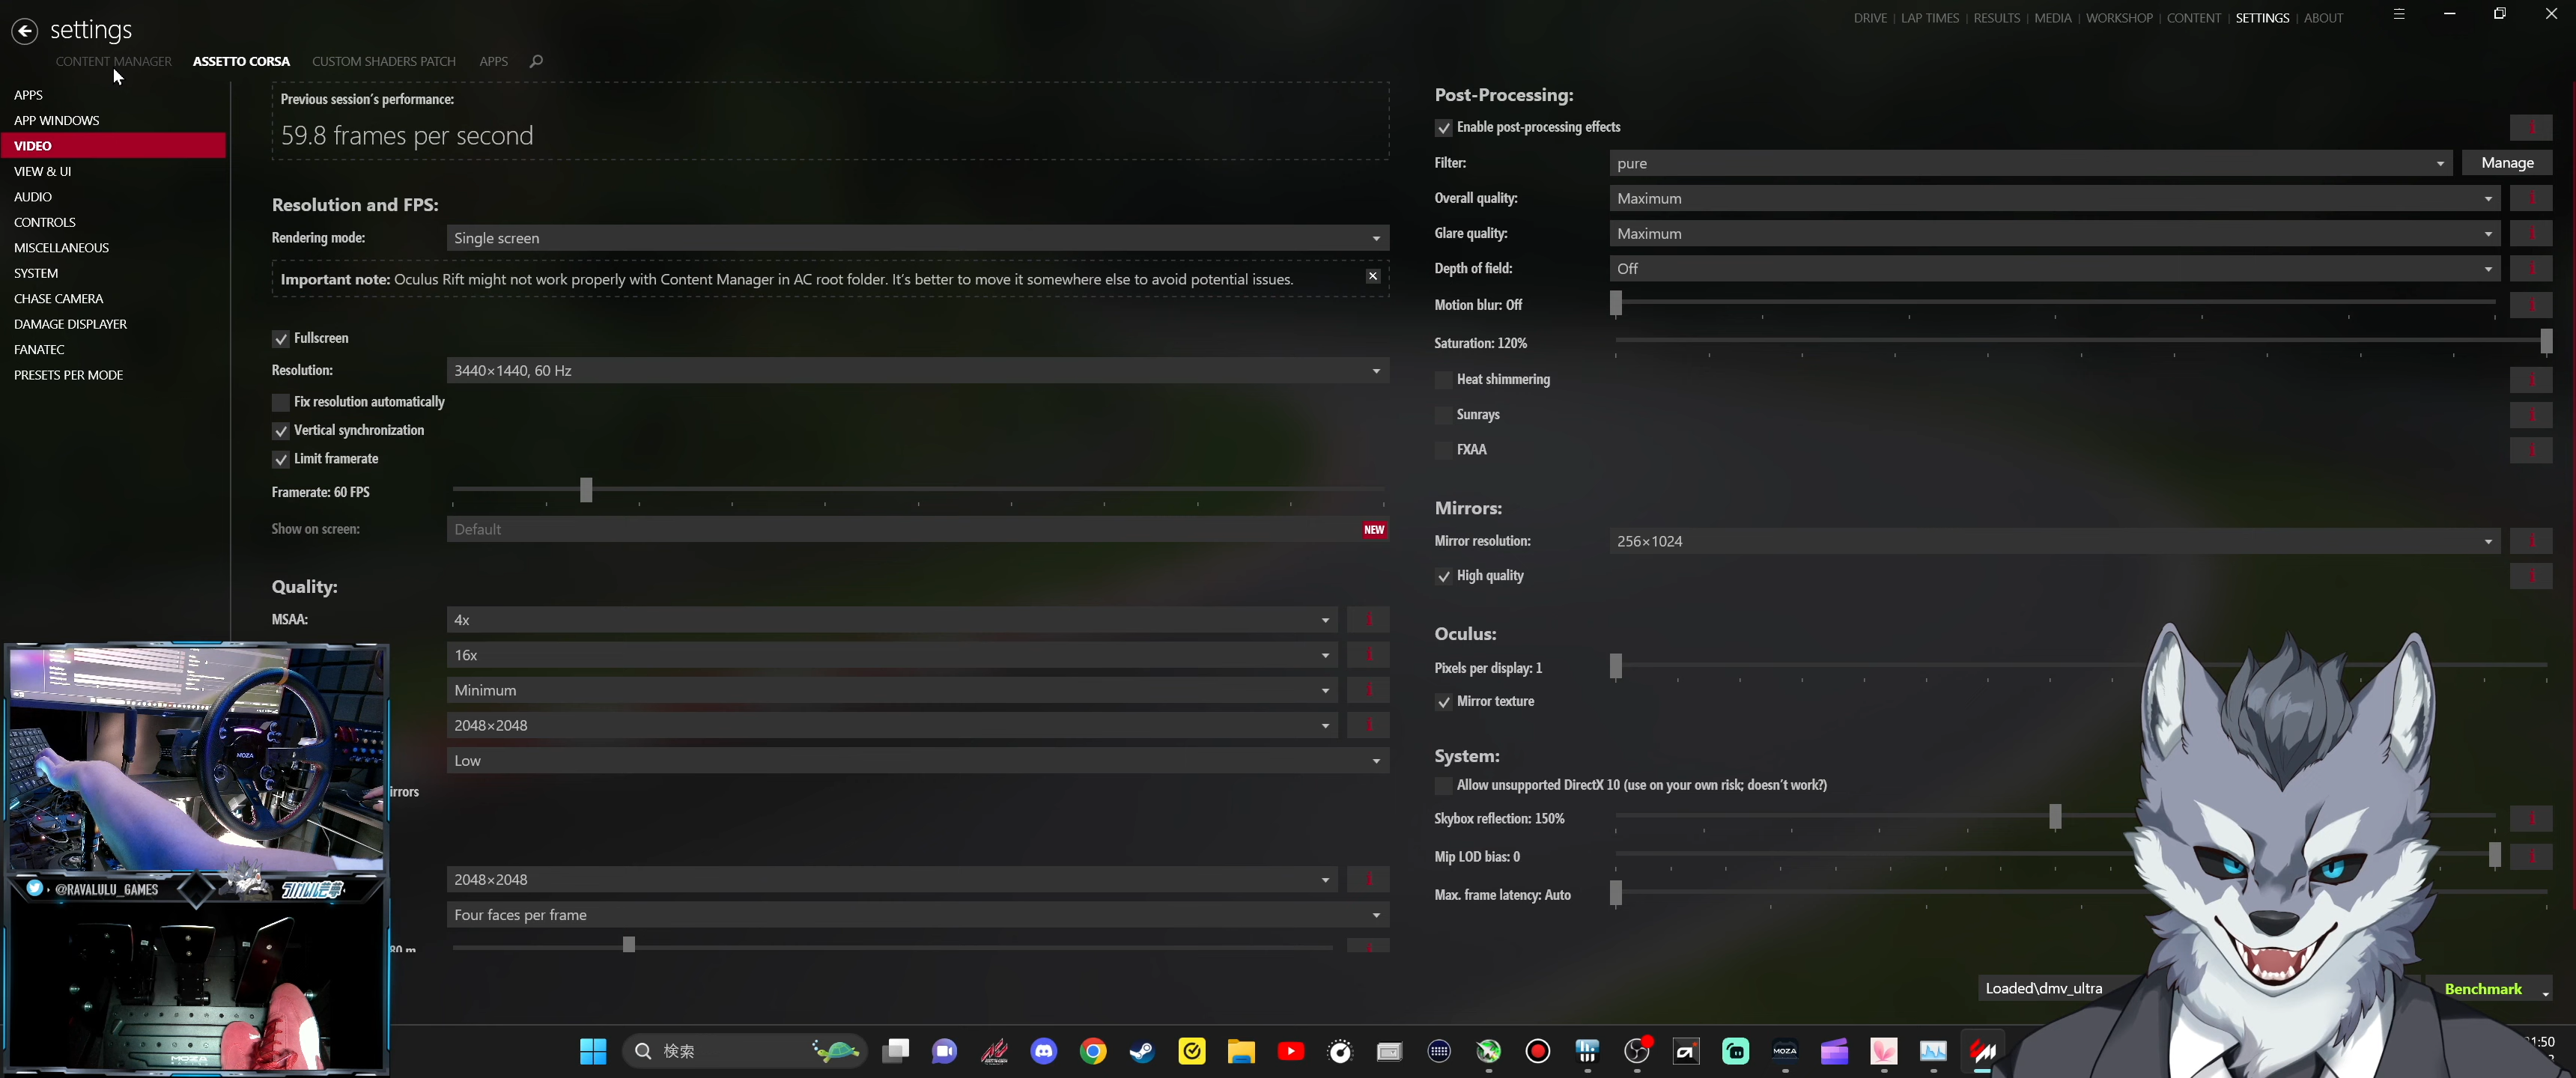 settings
DRIVE | LAP TIMES | RESULTS | MEDIA | WORKSHOP | CONTENT | SETTINGS | ABOUT
CONTENT MANAGER ASSETTO CORSA CUSTOM SHADERS PATCH APPS
APPS
APP WINDOWS
VIDEO
VIEW & UI
AUDIO
CONTROLS
MISCELLANEOUS
SYSTEM
CHASE CAMERA
DAMAGE DISPLAYER
FANATEC
PRESETS PER MODE
Previous session's performance:
59.8 frames per second
Resolution and FPS:
Rendering mode: Single screen
Important note: Oculus Rift might not work properly with Content Manager in AC root folder. It's better to move it somewhere else to avoid potential issues.
Fullscreen
Resolution: 3440×1440, 60 Hz
Fix resolution automatically
Vertical synchronization
Limit framerate
Framerate: 60 FPS
Show on screen: Default NEW
Quality:
MSAA: 4x
16x
Minimum
2048×2048
Low
irrors
2048×2048
Four faces per frame
80 m
Post-Processing:
Enable post-processing effects
Filter: pure Manage
Overall quality: Maximum
Glare quality: Maximum
Depth of field: Off
Motion blur: Off
Saturation: 120%
Heat shimmering
Sunrays
FXAA
Mirrors:
Mirror resolution: 256×1024
High quality
Oculus:
Pixels per display: 1
Mirror texture
System:
Allow unsupported DirectX 10 (use on your own risk; doesn't work?)
Skybox reflection: 150%
Mip LOD bias: 0
Max. frame latency: Auto
Loaded\dmv_ultra
Benchmark
MOZA
@RAVALULU_GAMES
MOZA
検索
MOZA
1:50